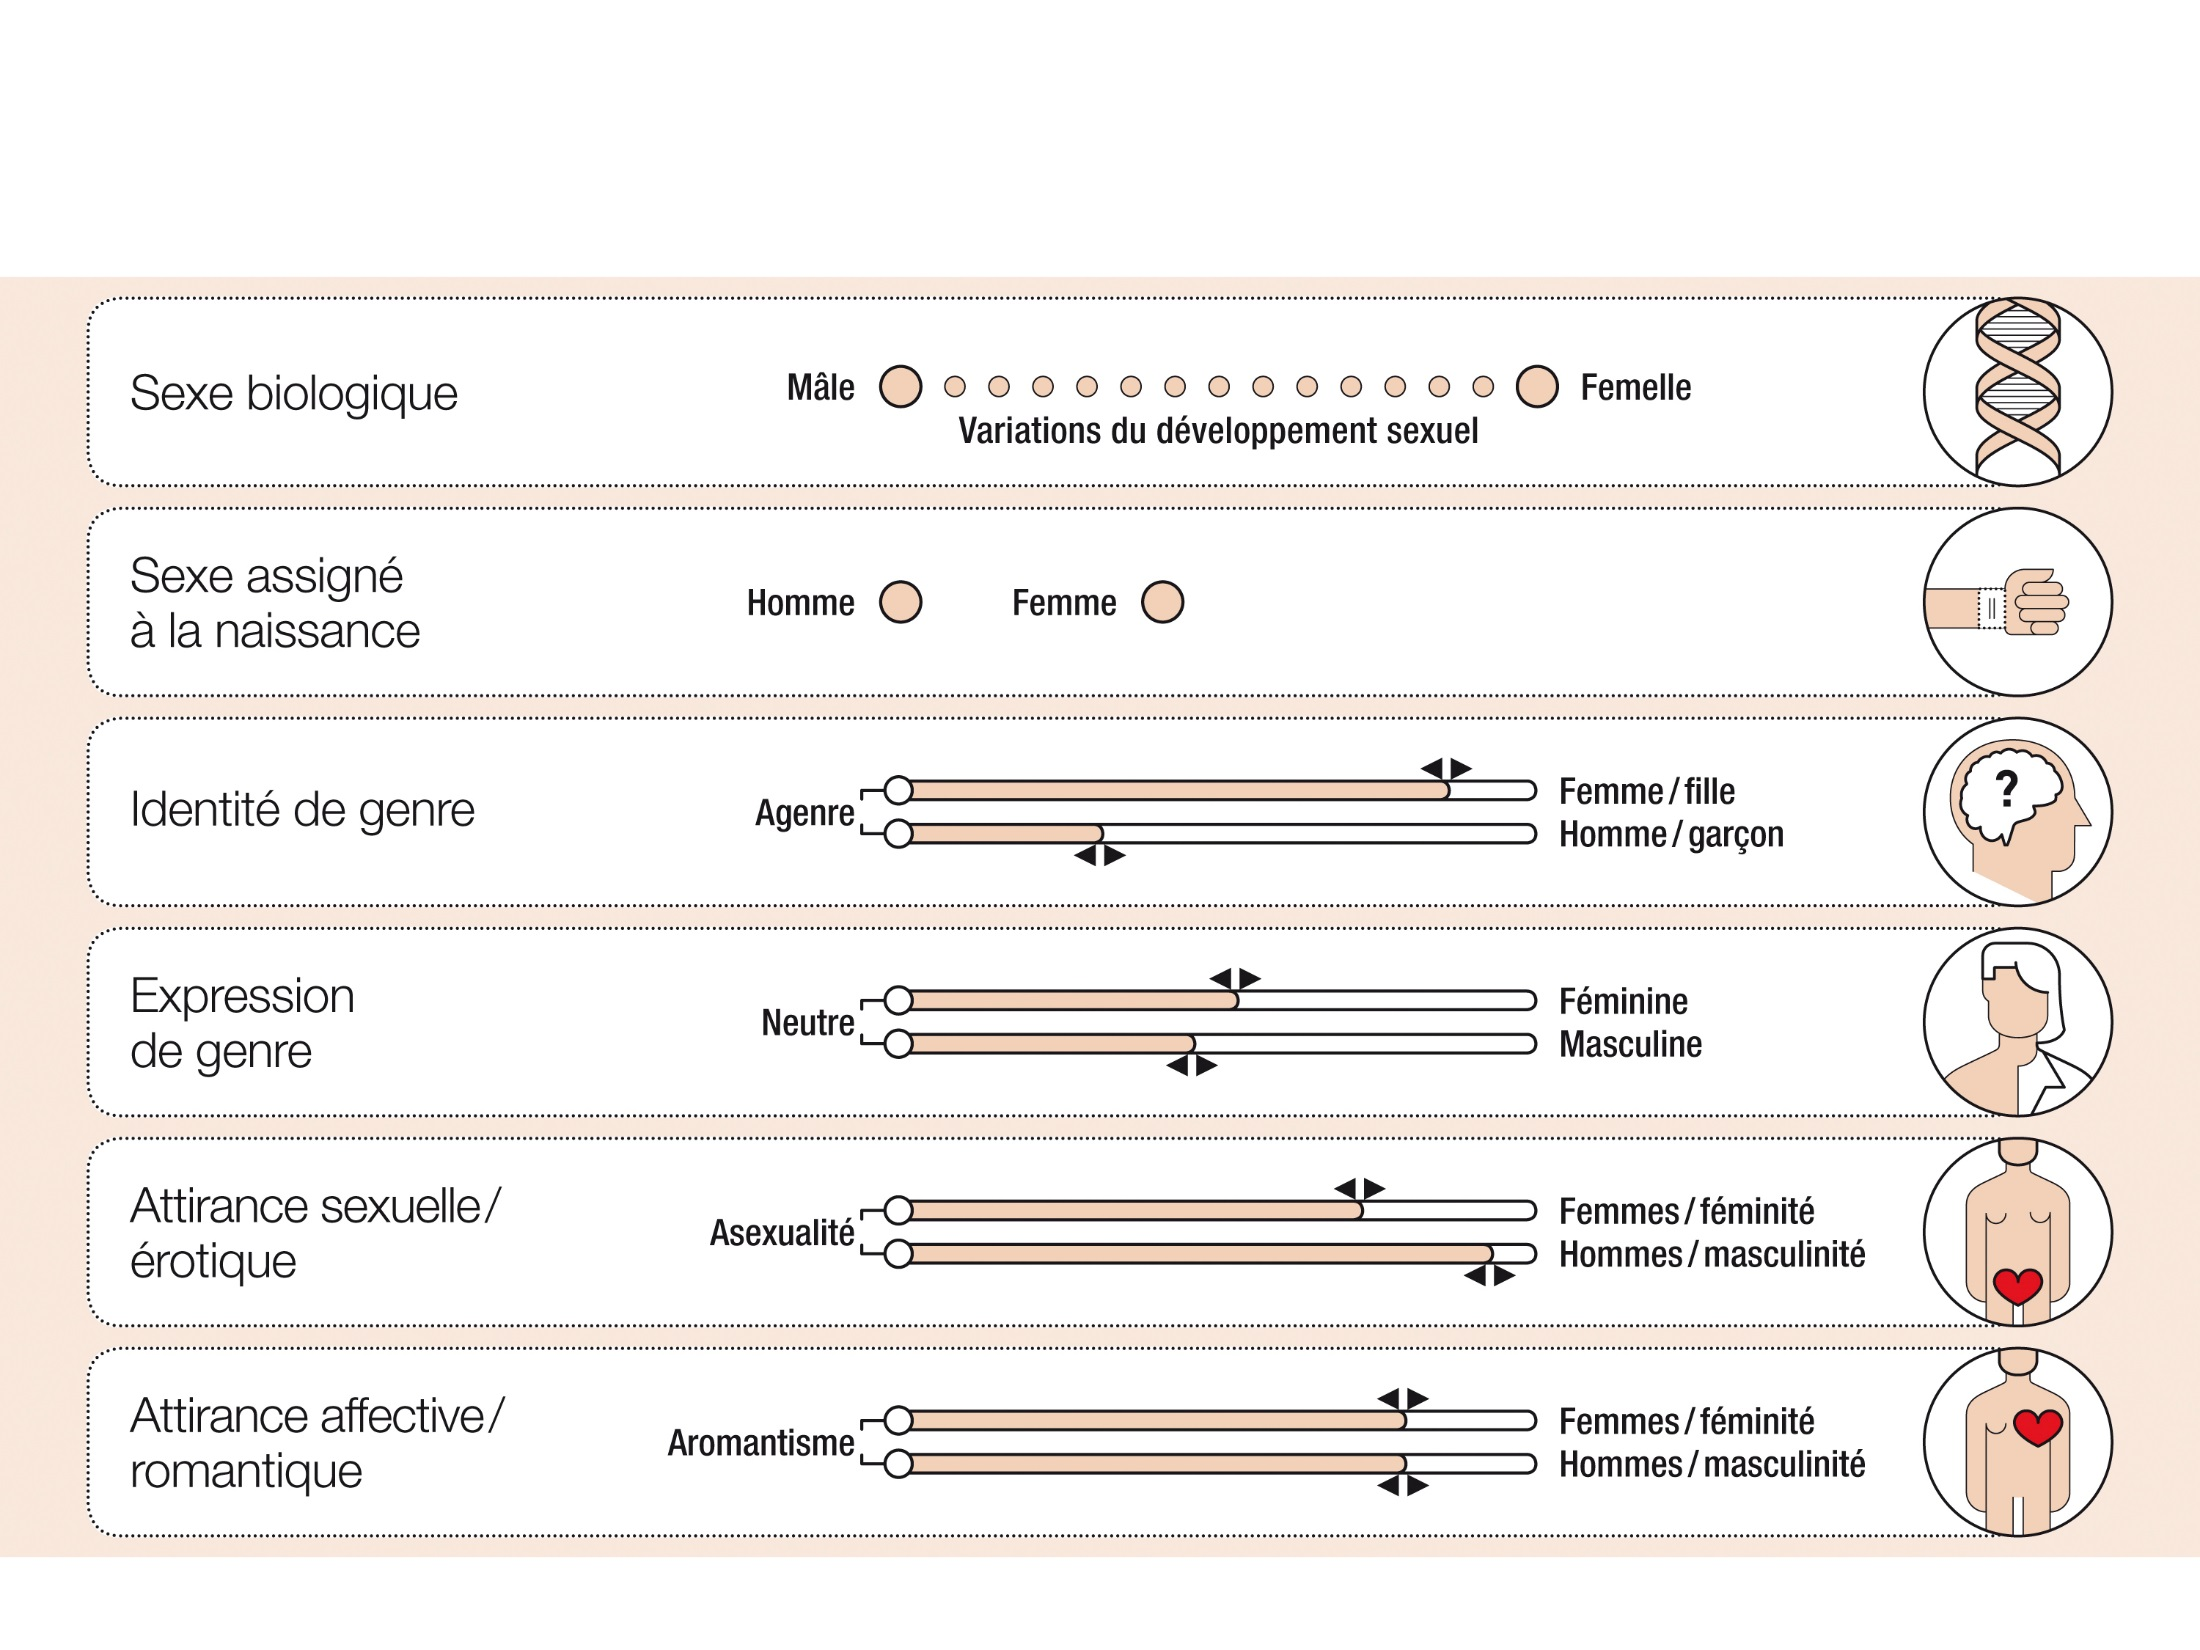 Sexe biologique
Mâle
Femelle
Variations du développement sexuel
Sexe assigné
à la naissance
Homme
Femme
Identité de genre
Agenre
Femme / fille
Homme / garçon
?
Expression
de genre
Neutre
Féminine
Masculine
Attirance sexuelle /
érotique
Asexualité
Femmes / féminité
Hommes / masculinité
Attirance affective /
romantique
Aromantisme
Femmes / féminité
Hommes / masculinité